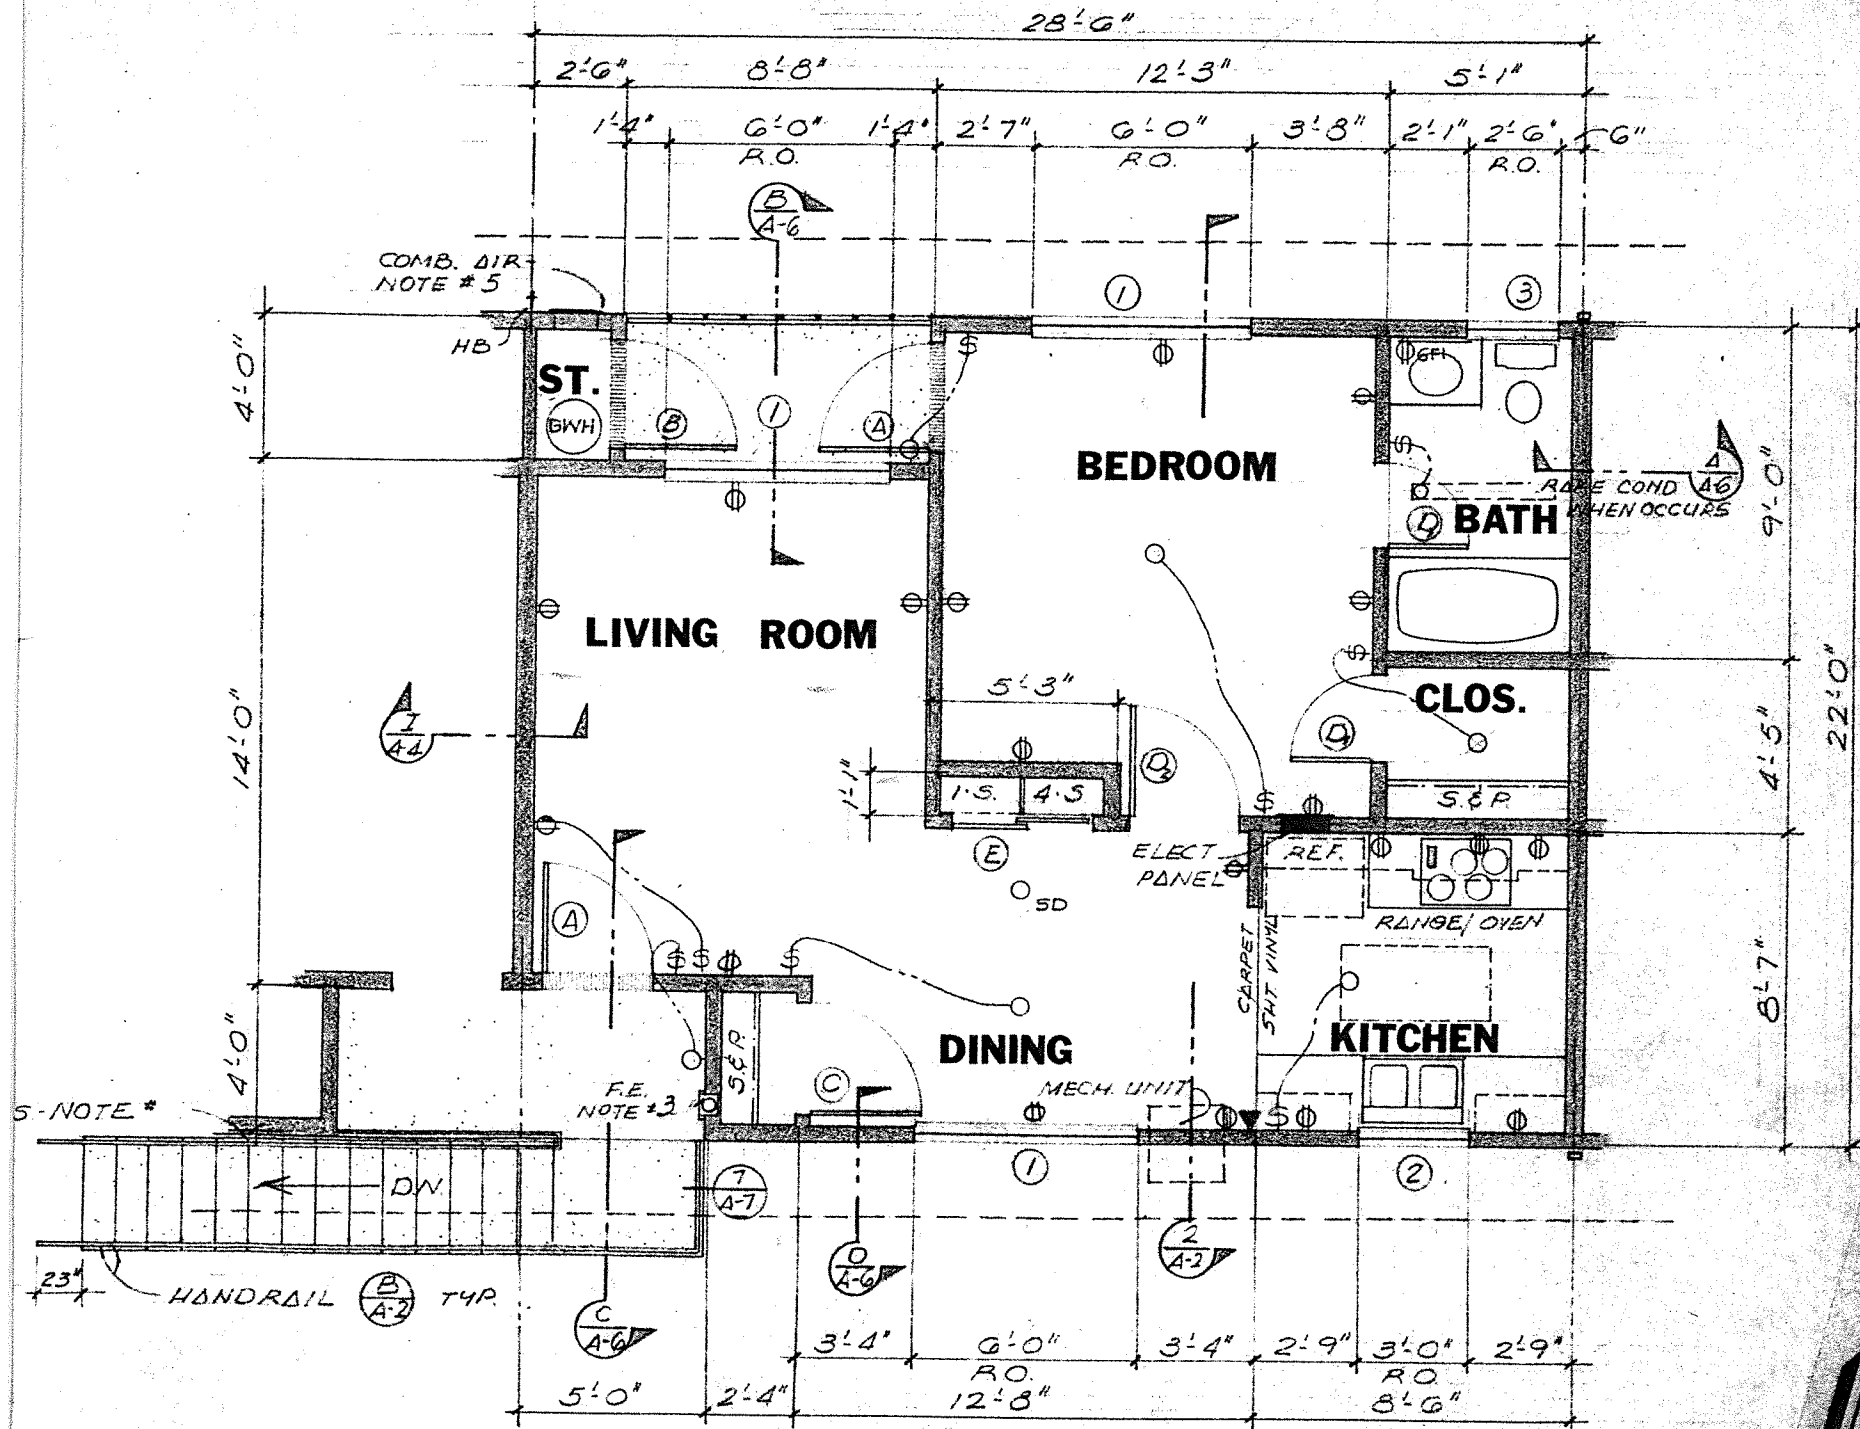 28'-6"
2'-6" 8'-8" 12'-3" 5'-1"
1'-4" 6'-0" 1'-4" 2'-7" 6'-0" 3'-8" 2'-1" 2'-6" 6"
R.O. R.O. R.O.
B
A-6
COMB. AIR
NOTE #5
1
3
HB
4'-0"
ST.
GWH
$
GFI
B
1
A
$
BEDROOM
A
A-6
COND
WHEN OCCURS
D1
BATH
9'-0"
LIVING ROOM
$
5'-3"
CLOS.
22'-0"
I
A4
14'-0"
D1
D2
4'-5"
1'-1"
1·S. 4·S
$
S.&P.
E
ELECT
PANEL
REF.
SD
A
RANGE/OVEN
CARPET
SHT VINYL
$ $ $
8'-7"
DINING
KITCHEN
4'-0"
S.&P.
C
F.E.
NOTE #3
MECH. UNIT
$
S-NOTE #
DN
7
A-7
1
2
D
A-6
2
A-2
23"
HANDRAIL
B
A-2
TYP.
C
A-6
3'-4" 6'-0" 3'-4" 2'-9" 3'-0" 2'-9"
R.O. R.O.
5'-0" 2'-4" 12'-8" 8'-6"